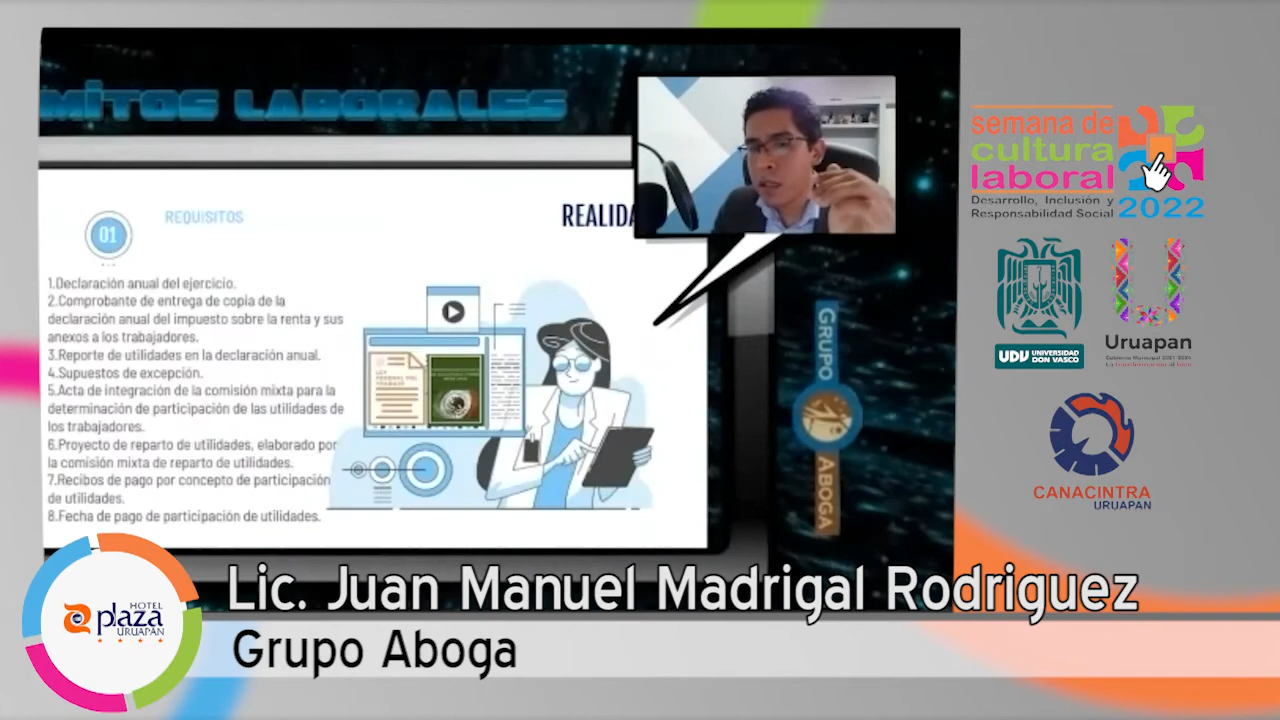 MITOS LABORALES
01
REQUISITOS
REALIDA
1.Declaración anual del ejercicio.
2.Comprobante de entrega de copia de la
declaración anual del impuesto sobre la renta y sus
anexos a los trabajadores.
3.Reporte de utilidades en la declaración anual.
4.Supuestos de excepción.
5.Acta de integración de la comisión mixta para la
determinación de participación de las utilidades de
los trabajadores.
6.Proyecto de reparto de utilidades, elaborado por
la comisión mixta de reparto de utilidades.
7.Recibos de pago por concepto de participación
de utilidades.
8.Fecha de pago de participación de utilidades.
GRUPO
ABOGA
semana de
cultura
laboral
Desarrollo, Inclusión y
Responsabilidad Social
2022
UDV UNIVERSIDAD
DON VASCO
Uruapan
Gobierno Municipal 2021-2024
CANACINTRA
URUAPAN
HOTEL
plaza
URUAPAN
Lic. Juan Manuel Madrigal Rodriguez
Grupo Aboga